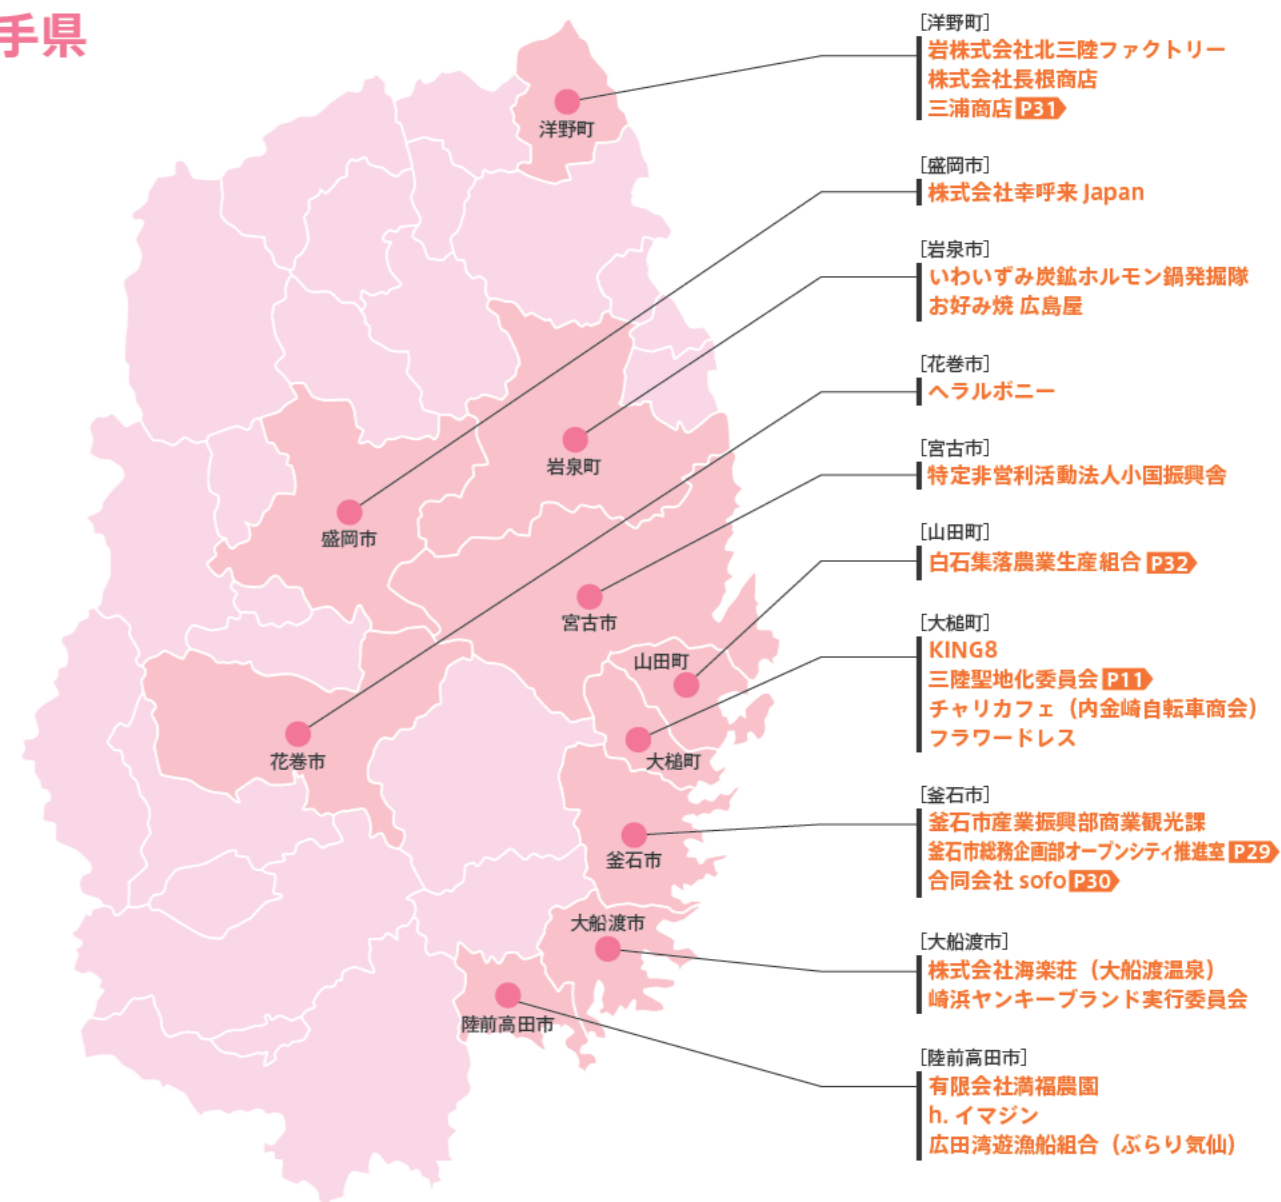 手県
[洋野町]
岩株式会社北三陸ファクトリー
株式会社長根商店
三浦商店 P31
[盛岡市]
株式会社幸呼来 Japan
[岩泉市]
いわいずみ炭鉱ホルモン鍋発掘隊
お好み焼 広島屋
[花巻市]
ヘラルボニー
[宮古市]
特定非営利活動法人小国振興舎
[山田町]
白石集落農業生産組合 P32
[大槌町]
KING8
三陸聖地化委員会 P11
チャリカフェ（内金崎自転車商会）
フラワードレス
[釜石市]
釜石市産業振興部商業観光課
釜石市総務企画部オープンシティ推進室 P29
合同会社 sofo P30
[大船渡市]
株式会社海楽荘（大船渡温泉）
崎浜ヤンキーブランド実行委員会
[陸前高田市]
有限会社満福農園
h. イマジン
広田湾遊漁船組合（ぶらり気仙）
洋野町
岩泉町
盛岡市
宮古市
山田町
花巻市
大槌町
釜石市
大船渡市
陸前高田市